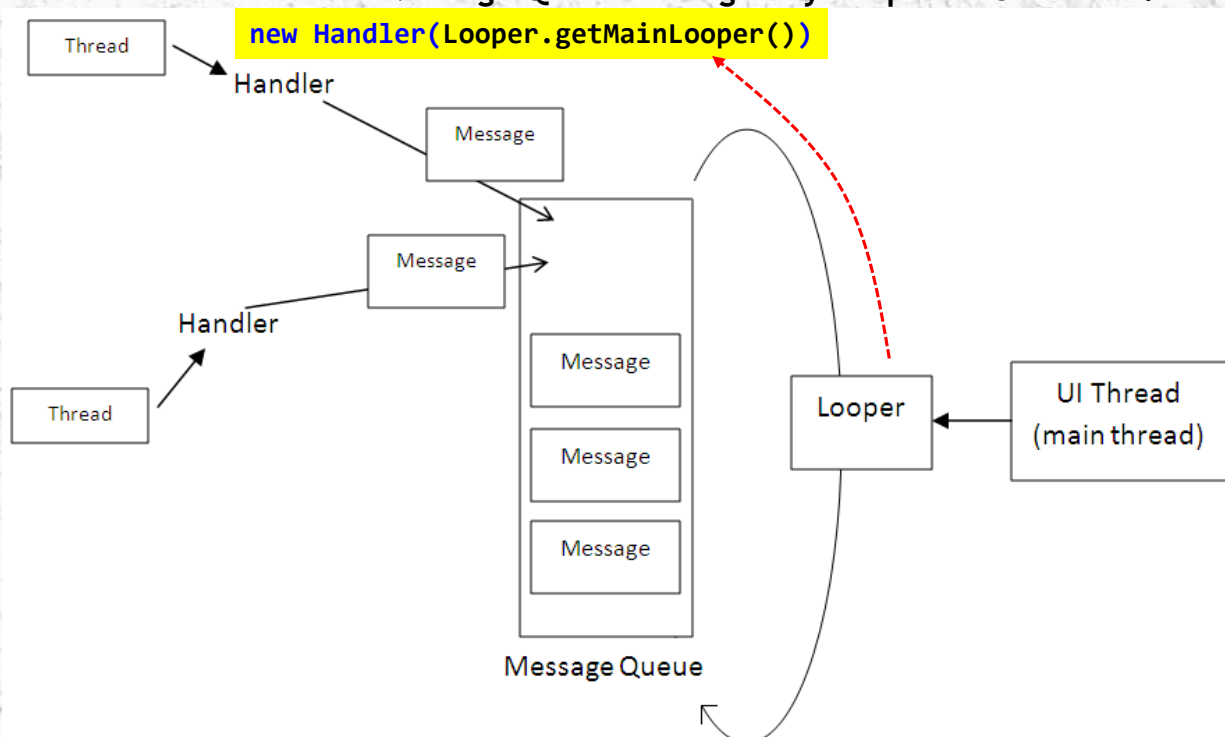 new Handler(Looper.getMainLooper())
Thread
Handler
Message
Message
Handler
Thread
Message
Message
Message
Message Queue
Looper
UI Thread
(main thread)